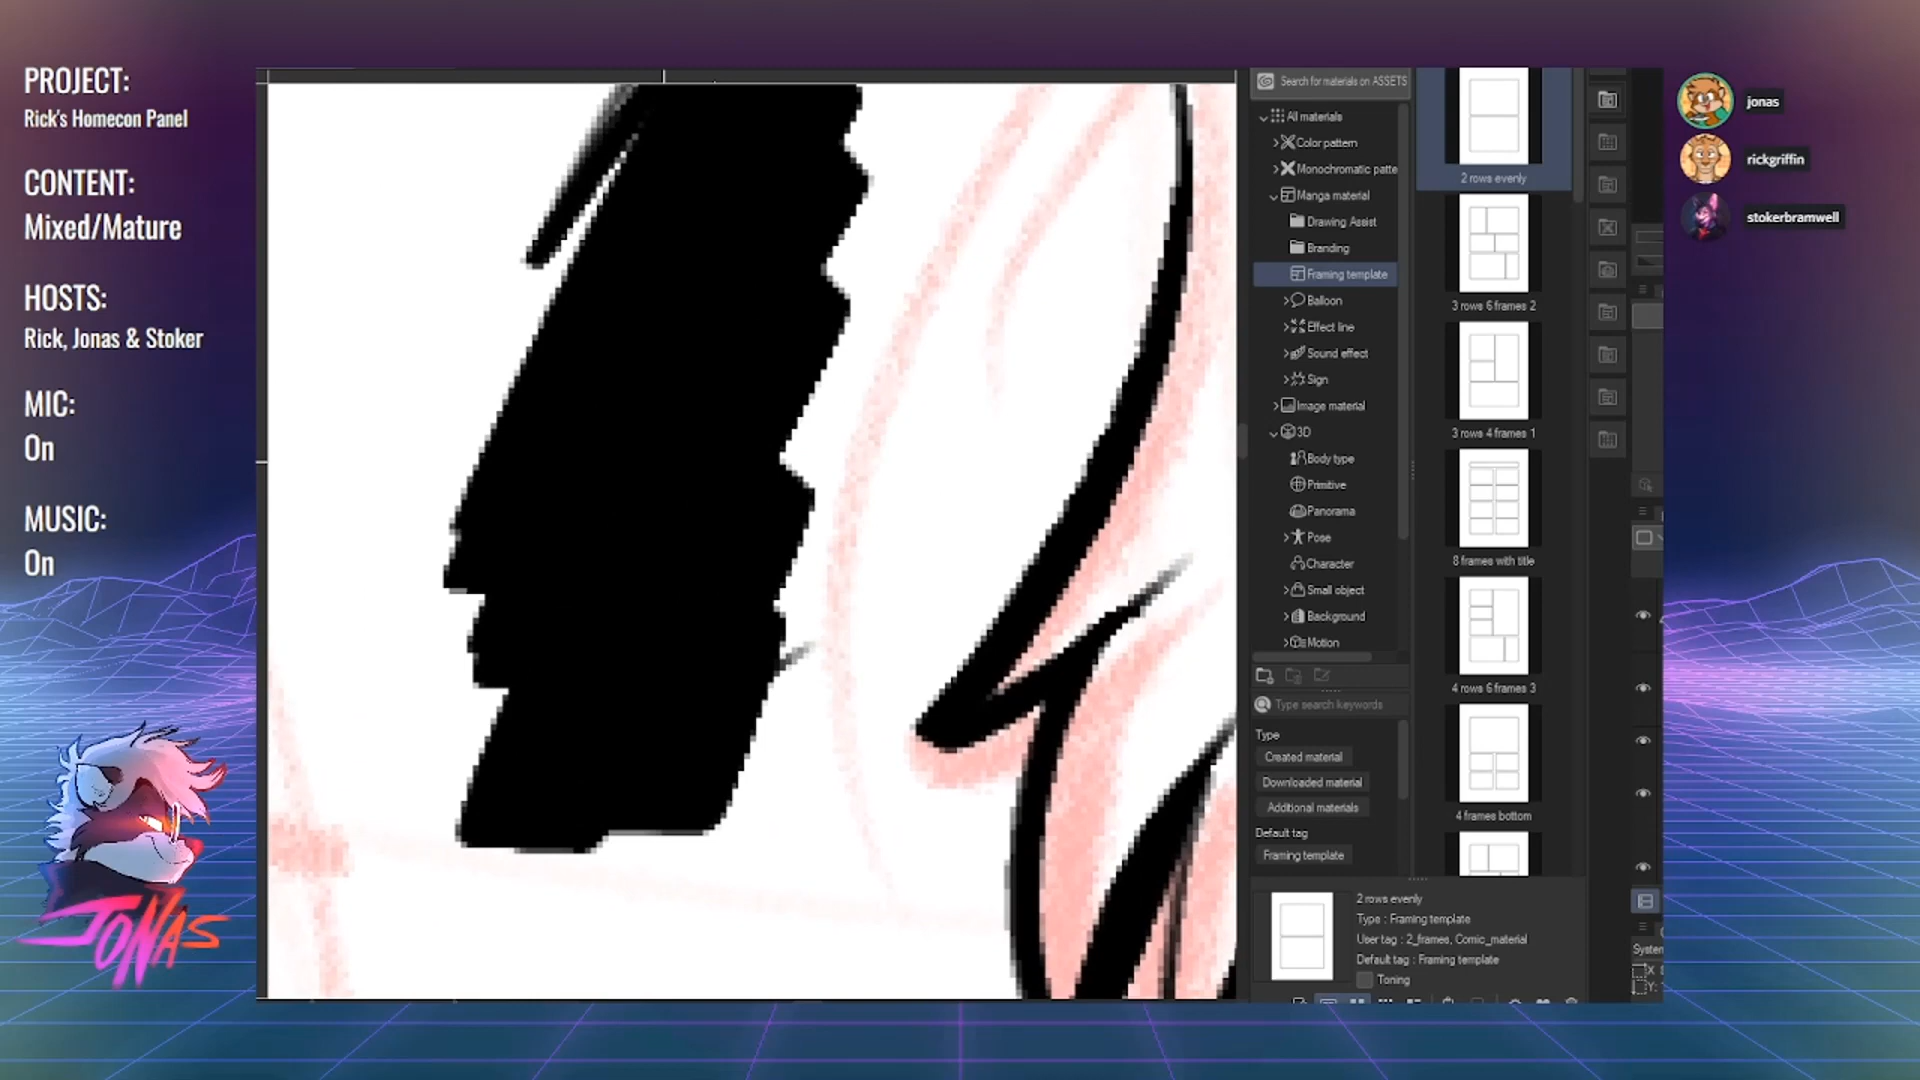 PROJECT:
Rick's Homecon Panel
CONTENT:
Mixed/Mature
HOSTS:
Rick, Jonas & Stoker
MIC:
On
MUSIC:
On
JONAS
Search for materials on ASSETS
All materials
Color pattern
Monochromatic patte
Manga material
Drawing Assist
Branding
Framing template
Balloon
Effect line
Sound effect
Sign
Image material
3D
Body type
Primitive
Panorama
Pose
Character
Small object
Background
Motion
Type search keywords
Type
Created material
Downloaded material
Additional materials
Default tag
Framing template
2 rows evenly
3 rows 6 frames 2
3 rows 4 frames 1
8 frames with title
4 rows 6 frames 3
4 frames bottom
2 rows evenly
Type : Framing template
User tag : 2_frames, Comic_material
Default tag : Framing template
Toning
System
X
Y:
jonas
rickgriffin
stokerbramwell